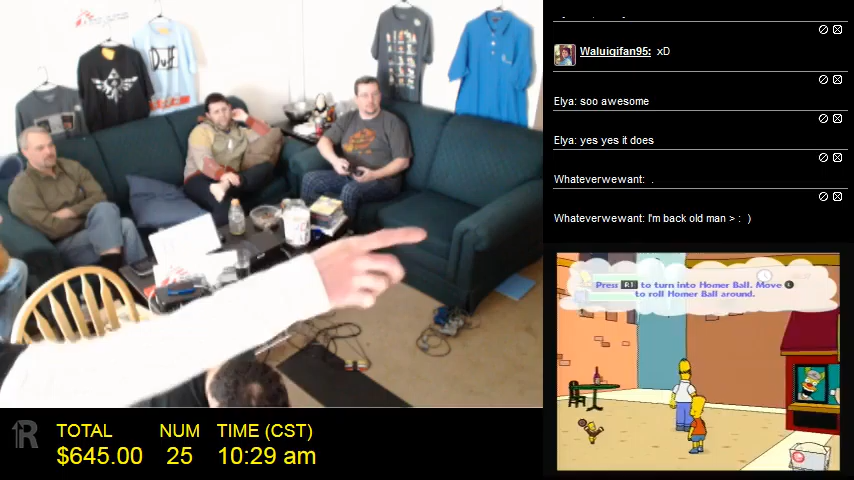 Duff
Waluigifan95: xD
Elya: soo awesome
Elya: yes yes it does
Whateverwewant: .
Whateverwewant: I'm back old man > : )
Press R1 to turn into Homer Ball. Move L
to roll Homer Ball around.
TOTAL NUM TIME (CST)
$645.00 25 10:29 am